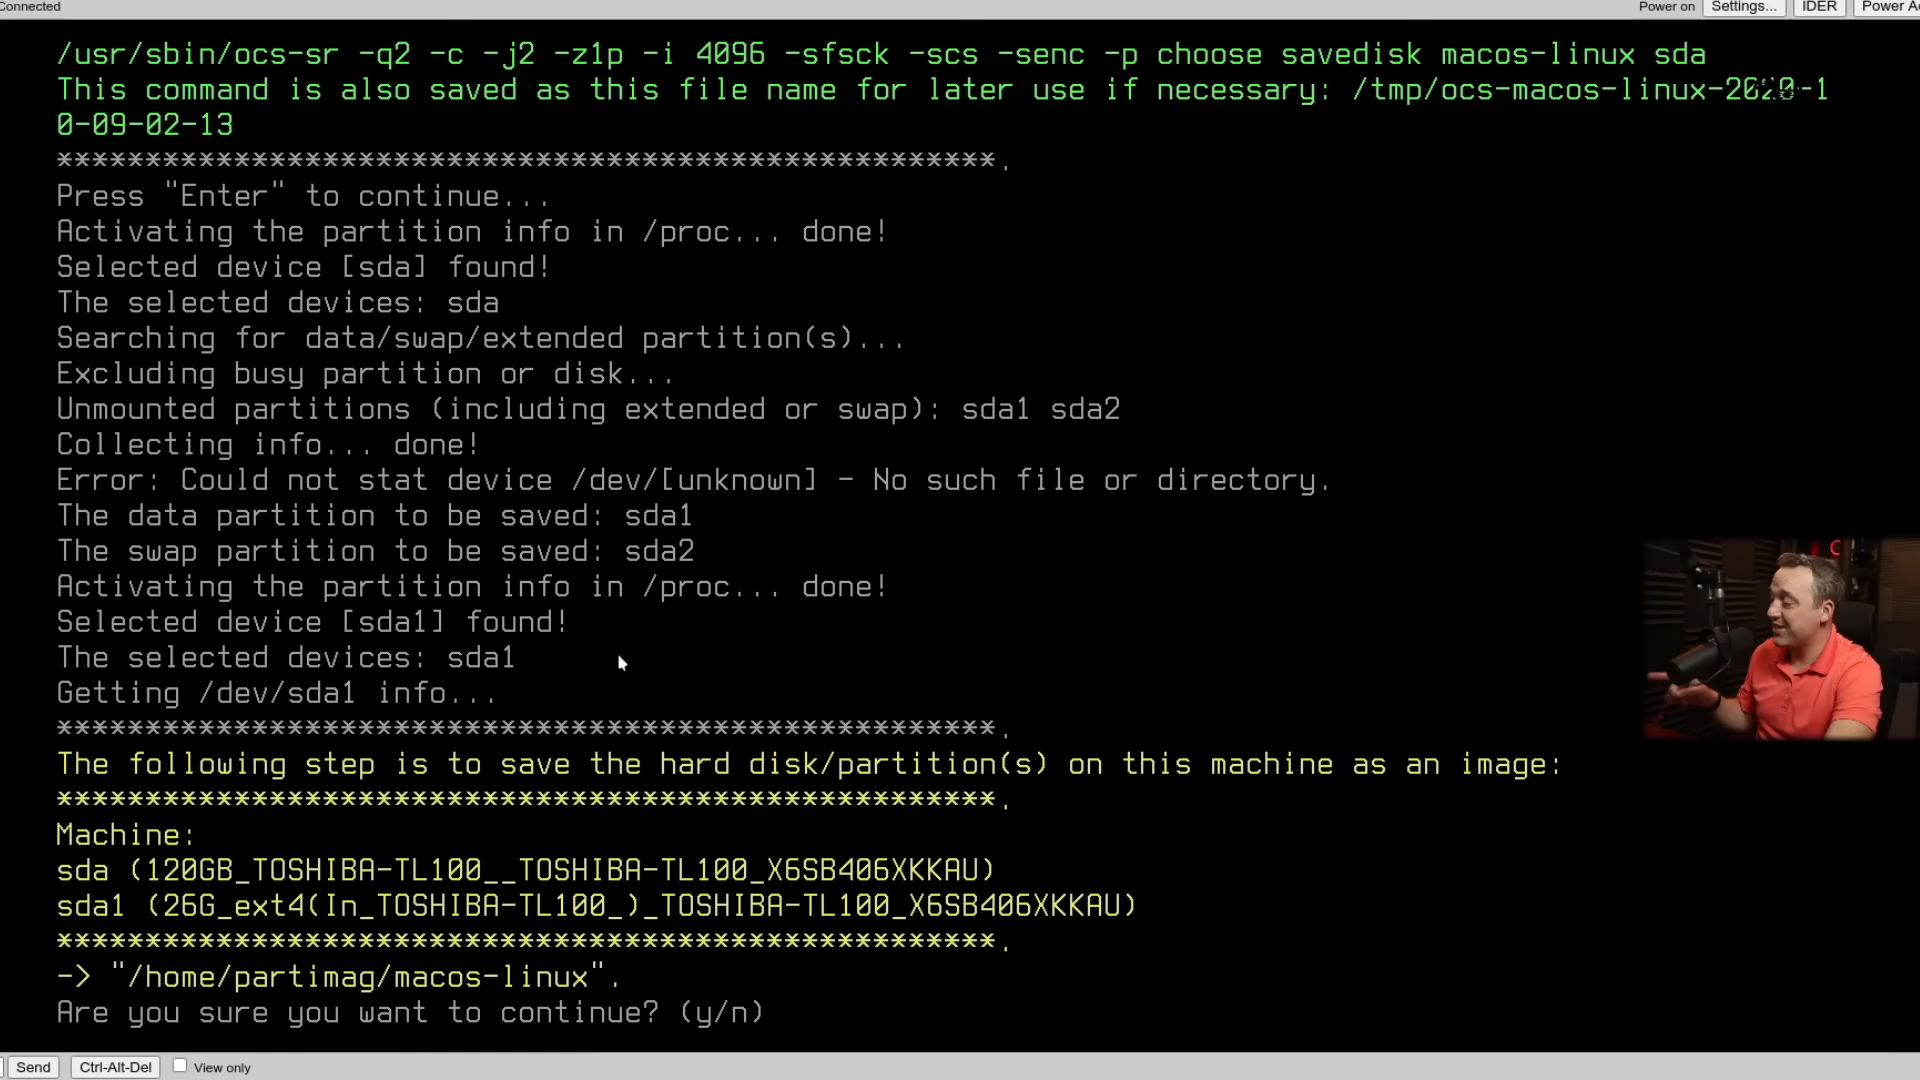 Connected
Power on Settings... IDER Power Ac
/usr/sbin/ocs-sr -q2 -c -j2 -z1p -i 4096 -sfsck -scs -senc -p choose savedisk macos-linux sda
This command is also saved as this file name for later use if necessary: /tmp/ocs-macos-linux-2020-1
0-09-02-13
*****************************************************.
Press "Enter" to continue...
Activating the partition info in /proc... done!
Selected device [sda] found!
The selected devices: sda
Searching for data/swap/extended partition(s)...
Excluding busy partition or disk...
Unmounted partitions (including extended or swap): sda1 sda2
Collecting info... done!
Error: Could not stat device /dev/[unknown] - No such file or directory.
The data partition to be saved: sda1
The swap partition to be saved: sda2
Activating the partition info in /proc... done!
Selected device [sda1] found!
The selected devices: sda1
Getting /dev/sda1 info...
*****************************************************.
The following step is to save the hard disk/partition(s) on this machine as an image:
*****************************************************.
Machine:
sda (120GB_TOSHIBA-TL100__TOSHIBA-TL100_X6SB406XKKAU)
sda1 (26G_ext4(In_TOSHIBA-TL100_)_TOSHIBA-TL100_X6SB406XKKAU)
*****************************************************.
-> "/home/partimag/macos-linux".
Are you sure you want to continue? (y/n)
Send Ctrl-Alt-Del View only